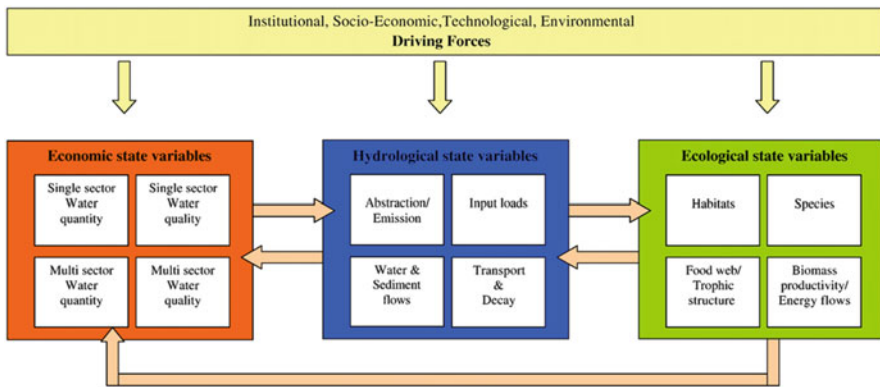 Institutional, Socio-Economic,Technological, Environmental
Driving Forces
Economic state variables
Single sector
Water
quantity
Single sector
Water
quality
Multi sector
Water
quantity
Multi sector
Water
quality
Hydrological state variables
Abstraction/
Emission
Input loads
Water &
Sediment
flows
Transport
&
Decay
Ecological state variables
Habitats
Species
Food web/
Trophic
structure
Biomass
productivity/
Energy flows